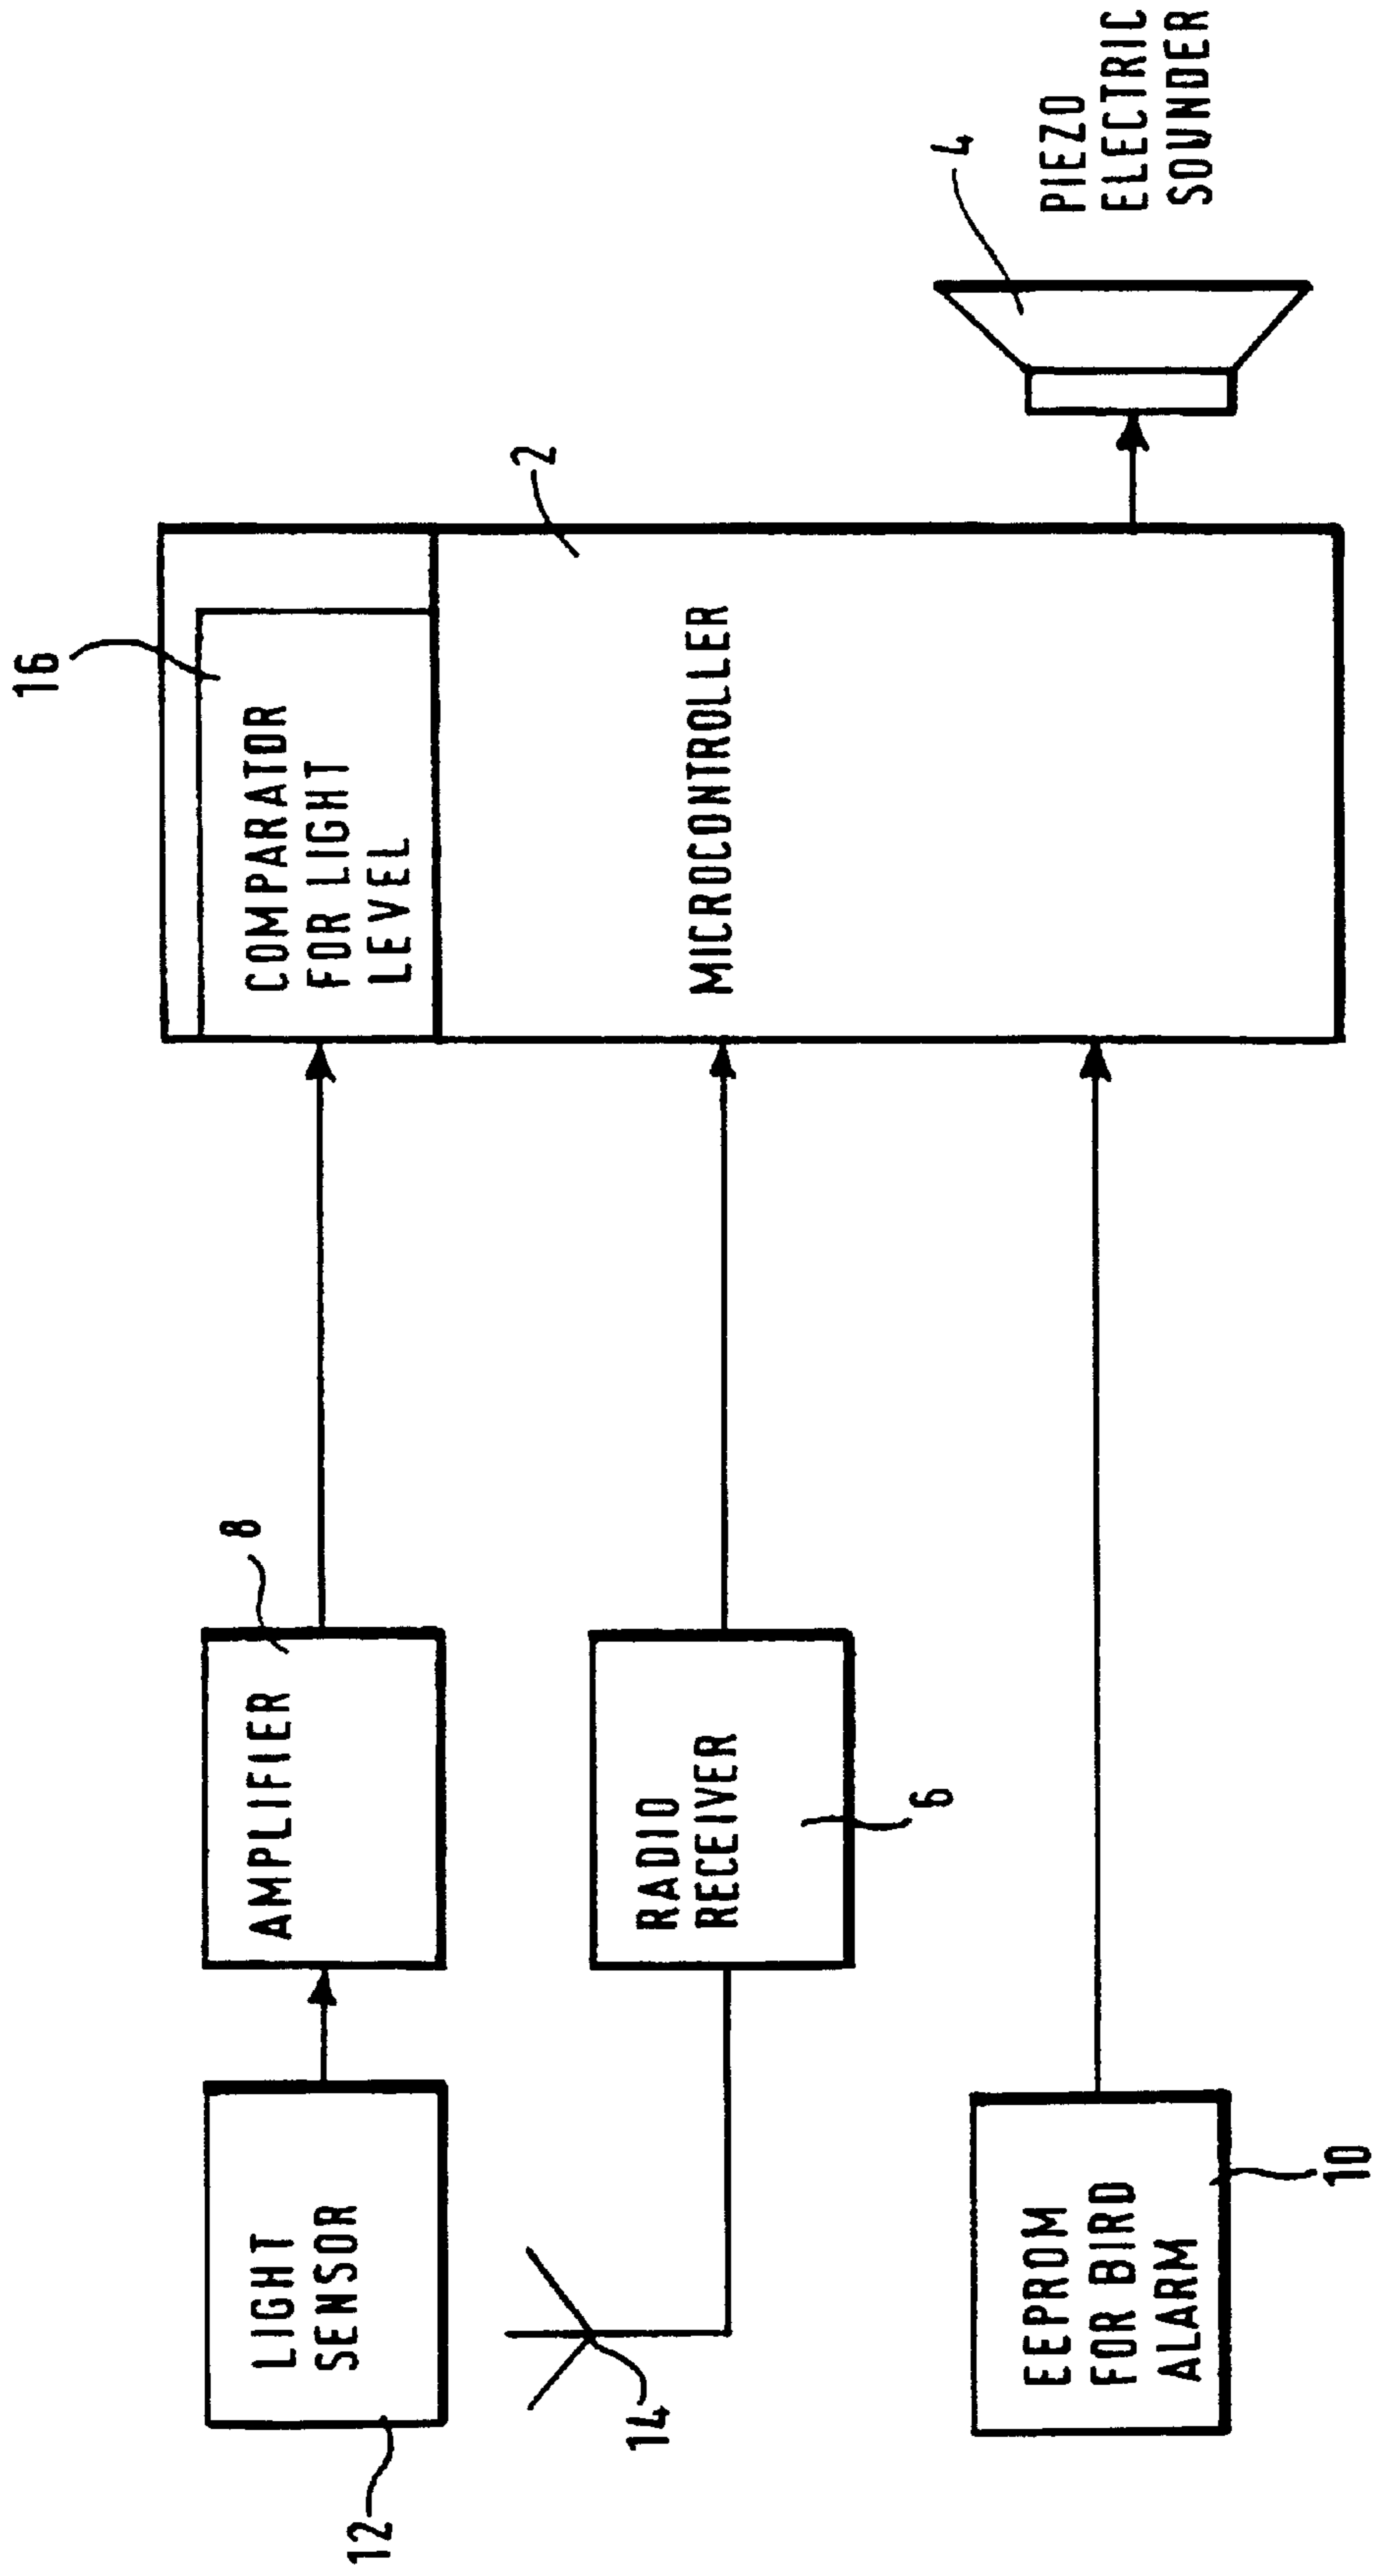 LIGHT
SENSOR
12
AMPLIFIER
8
COMPARATOR
FOR LIGHT
LEVEL
16
14
RADIO
RECEIVER
6
MICROCONTROLLER
2
EEPROM
FOR BIRD
ALARM
10
4
PIEZO
ELECTRIC
SOUNDER